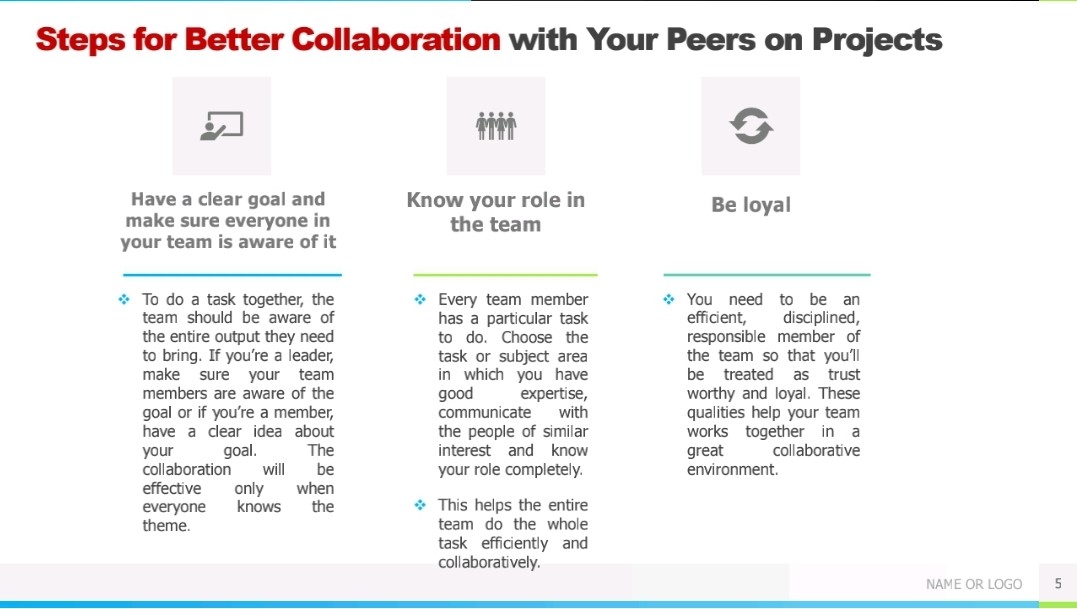 Steps for Better Collaboration with Your Peers on Projects
Have a clear goal and
make sure everyone in
your team is aware of it
To do a task together, the
team should be aware of
the entire output they need
to bring. If you're a leader,
make sure your team
members are aware of the
goal or if you're a member,
have a clear idea about
your goal. The
collaboration will be
effective only when
everyone knows the
theme.
Know your role in
the team
Every team member
has a particular task
to do. Choose the
task or subject area
in which you have
good expertise,
communicate with
the people of similar
interest and know
your role completely.
This helps the entire
team do the whole
task efficiently and
collaboratively.
Be loyal
You need to be an
efficient, disciplined,
responsible member of
the team so that you'll
be treated as trust
worthy and loyal. These
qualities help your team
works together in a
great collaborative
environment.
NAME OR LOGO
5